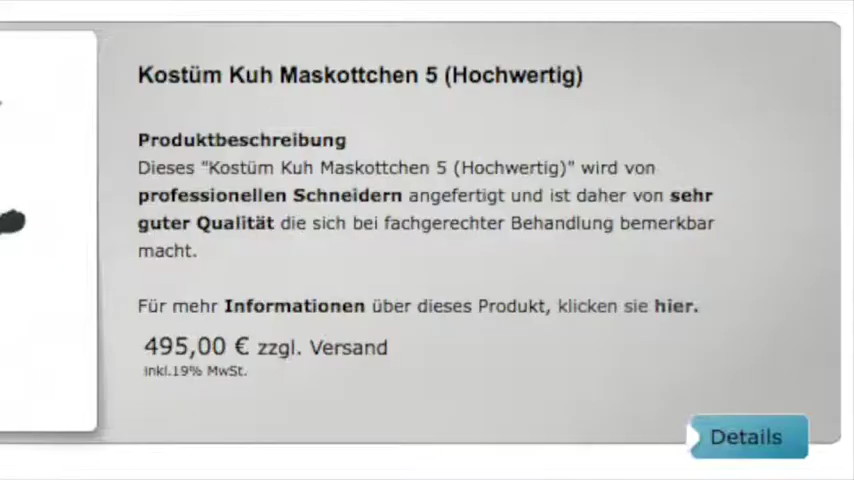 Kostüm Kuh Maskottchen 5 (Hochwertig)
Produktbeschreibung
Dieses "Kostüm Kuh Maskottchen 5 (Hochwertig)" wird von
professionellen Schneidern angefertigt und ist daher von sehr
guter Qualität die sich bei fachgerechter Behandlung bemerkbar
macht.
Für mehr Informationen über dieses Produkt, klicken sie hier.
495,00 € zzgl. Versand
inkl.19% MwSt.
Details